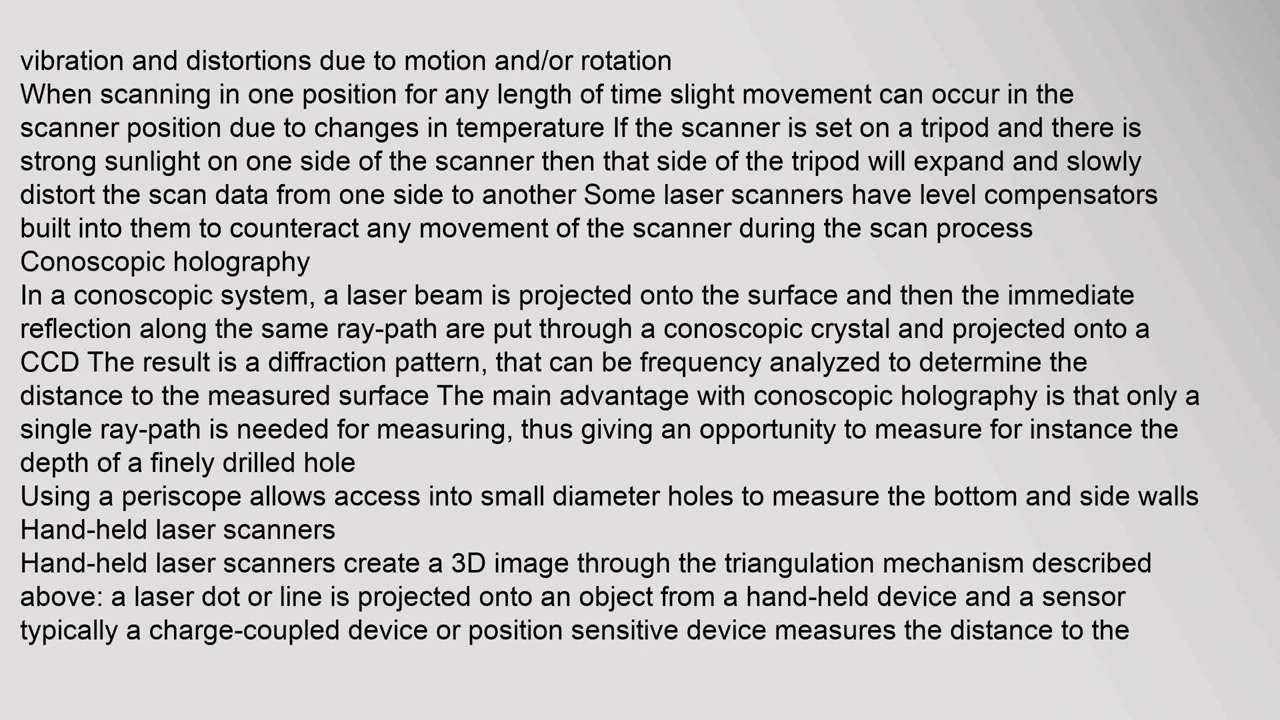 vibration and distortions due to motion and/or rotation
When scanning in one position for any length of time slight movement can occur in the
scanner position due to changes in temperature If the scanner is set on a tripod and there is
strong sunlight on one side of the scanner then that side of the tripod will expand and slowly
distort the scan data from one side to another Some laser scanners have level compensators
built into them to counteract any movement of the scanner during the scan process
Conoscopic holography
In a conoscopic system, a laser beam is projected onto the surface and then the immediate
reflection along the same ray-path are put through a conoscopic crystal and projected onto a
CCD The result is a diffraction pattern, that can be frequency analyzed to determine the
distance to the measured surface The main advantage with conoscopic holography is that only a
single ray-path is needed for measuring, thus giving an opportunity to measure for instance the
depth of a finely drilled hole
Using a periscope allows access into small diameter holes to measure the bottom and side walls
Hand-held laser scanners
Hand-held laser scanners create a 3D image through the triangulation mechanism described
above: a laser dot or line is projected onto an object from a hand-held device and a sensor
typically a charge-coupled device or position sensitive device measures the distance to the